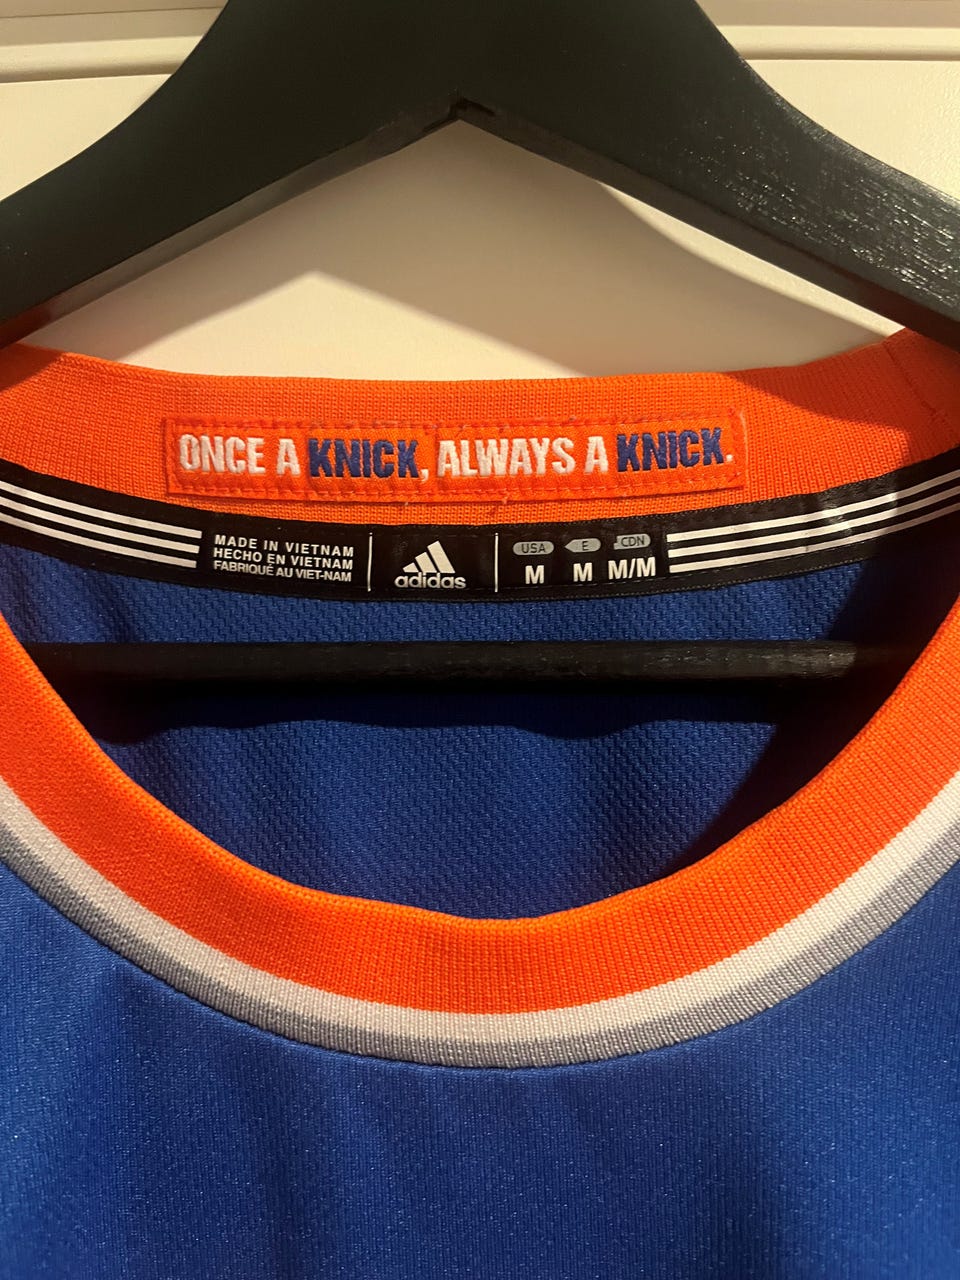 ONCE A KNICK, ALWAYS A KNICK.
MADE IN VIETNAM
HECHO EN VIETNAM
FABRIQUÉ AU VIET-NAM
adidas
USA E CDN
M M M/M